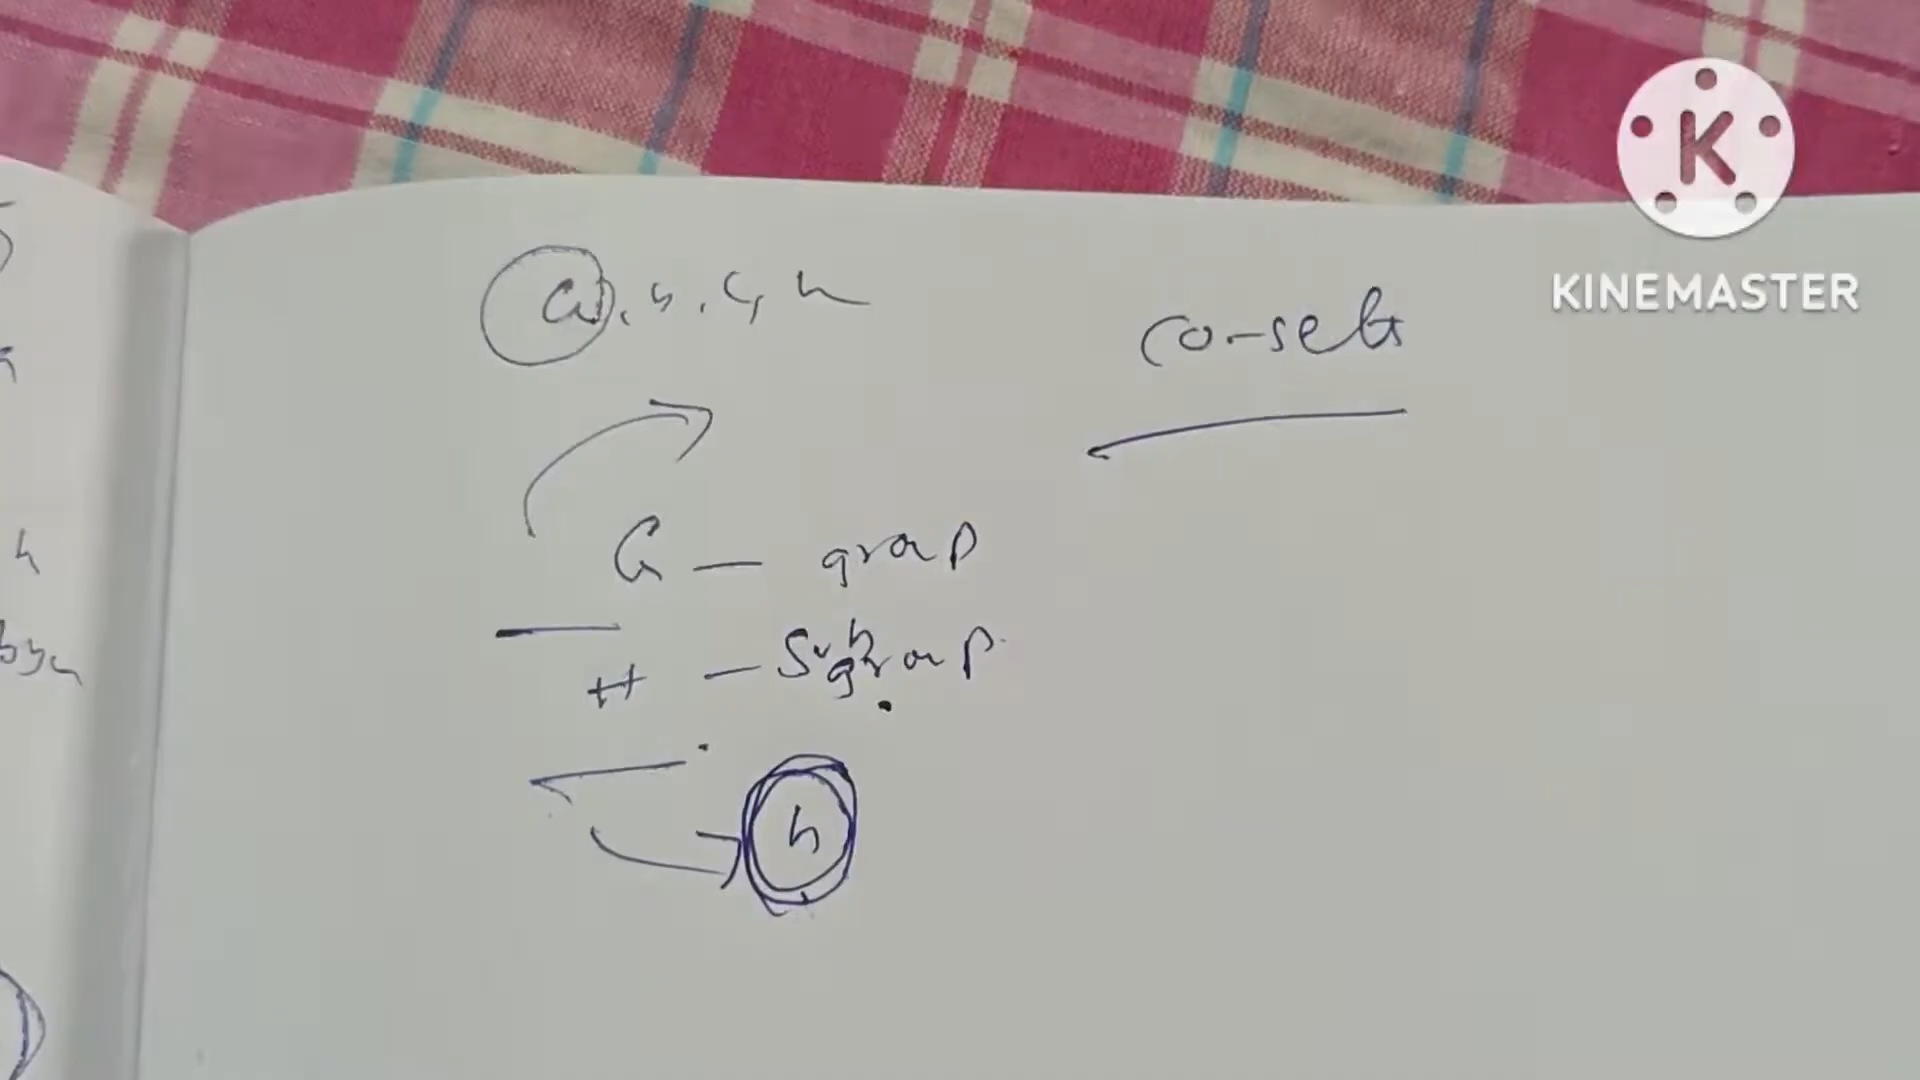 a, b, c, h
co-sets
G — group
H — Subgroup
h
K
KINEMASTER
h